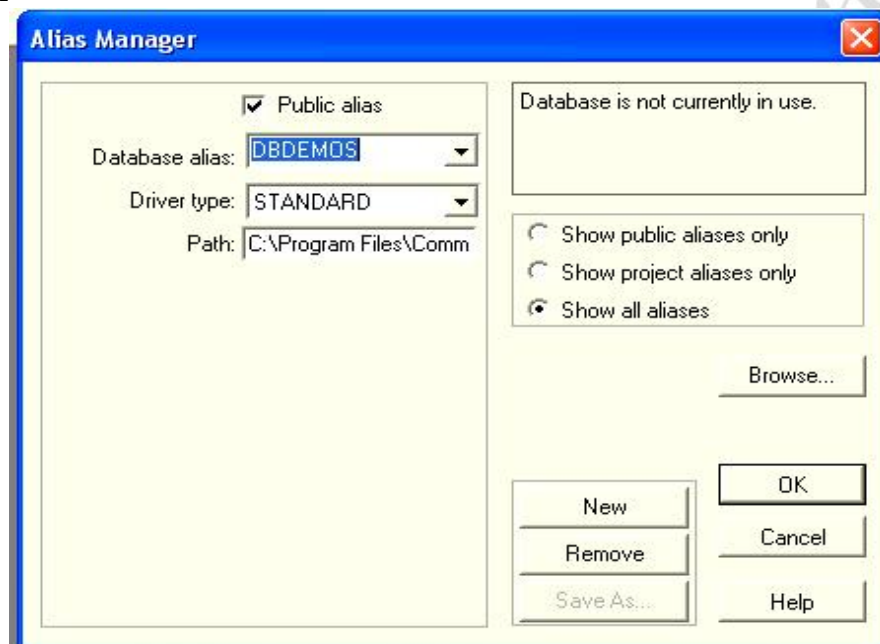 Alias Manager
Public alias
Database alias: DBDEMOS
Driver type: STANDARD
Path: C:\Program Files\Comm
Database is not currently in use.
Show public aliases only
Show project aliases only
Show all aliases
Browse...
New
Remove
Save As...
OK
Cancel
Help